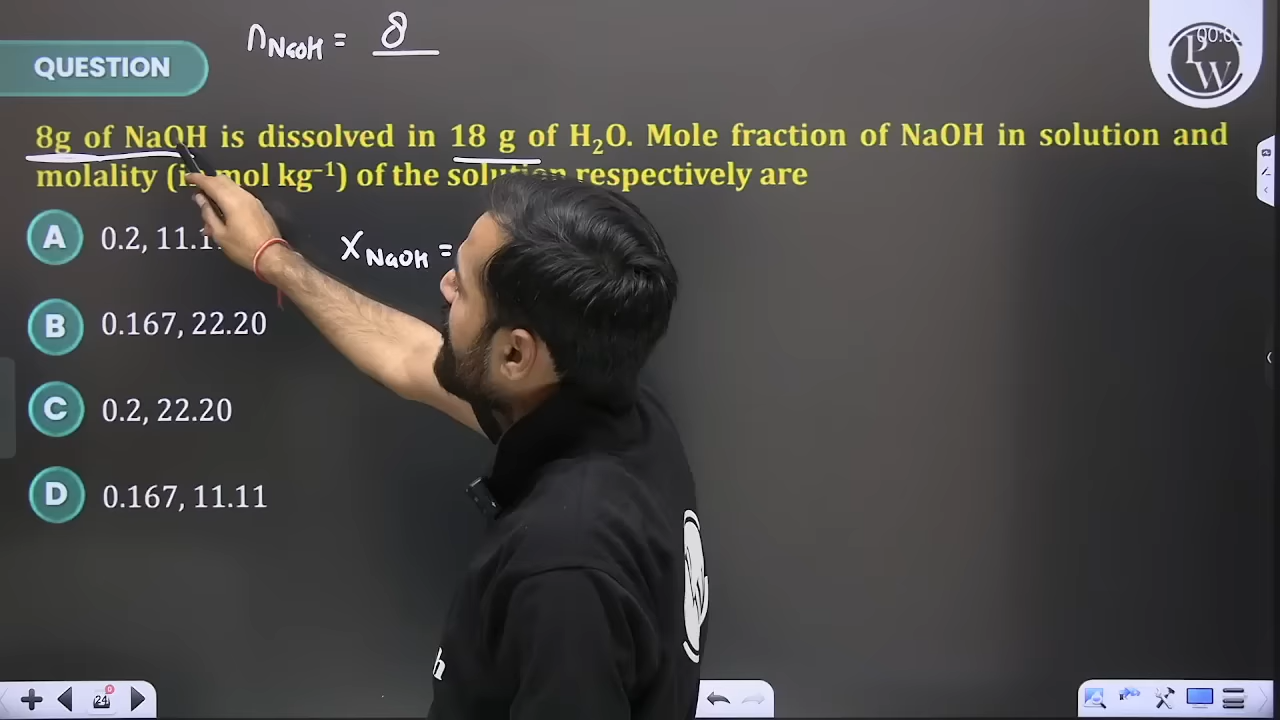 n_NaOH = 8
QUESTION
8g of NaOH is dissolved in 18 g of H₂O. Mole fraction of NaOH in solution and
molality (in mol kg⁻¹) of the solution respectively are
A 0.2, 11.1
X_NaOH =
B 0.167, 22.20
C 0.2, 22.20
D 0.167, 11.11
PW
24